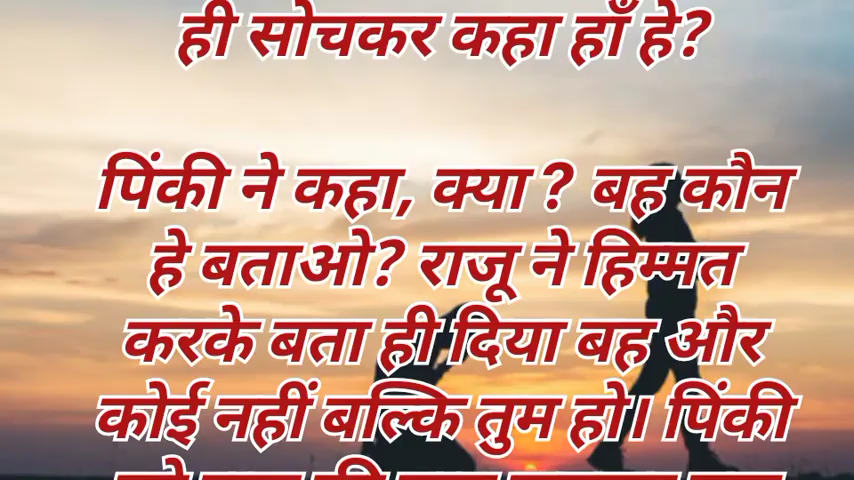 ही सोचकर कहा हाँ हे?
पिंकी ने कहा, क्या ? बह कौन
हे बताओ? राजू ने हिम्मत
करके बता ही दिया बह और
कोई नहीं बल्कि तुम हो। पिंकी